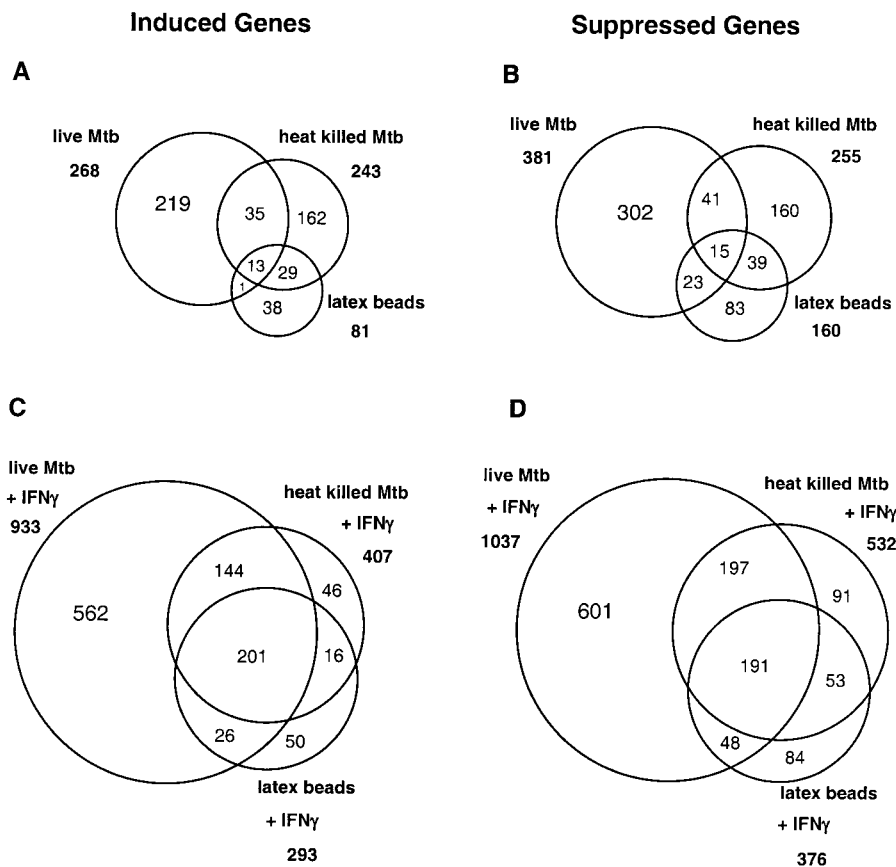 Induced Genes
Suppressed Genes
A
live Mtb
268
heat killed Mtb
243
219
35
162
13
29
1
38
latex beads
81
B
live Mtb
381
heat killed Mtb
255
302
41
160
15
39
23
83
latex beads
160
C
live Mtb
+ IFNγ
933
heat killed Mtb
+ IFNγ
407
144
46
562
201
16
26
50
latex beads
+ IFNγ
293
D
live Mtb
+ IFNγ
1037
heat killed Mtb
+ IFNγ
532
197
91
601
191
53
48
84
latex beads
+ IFNγ
376